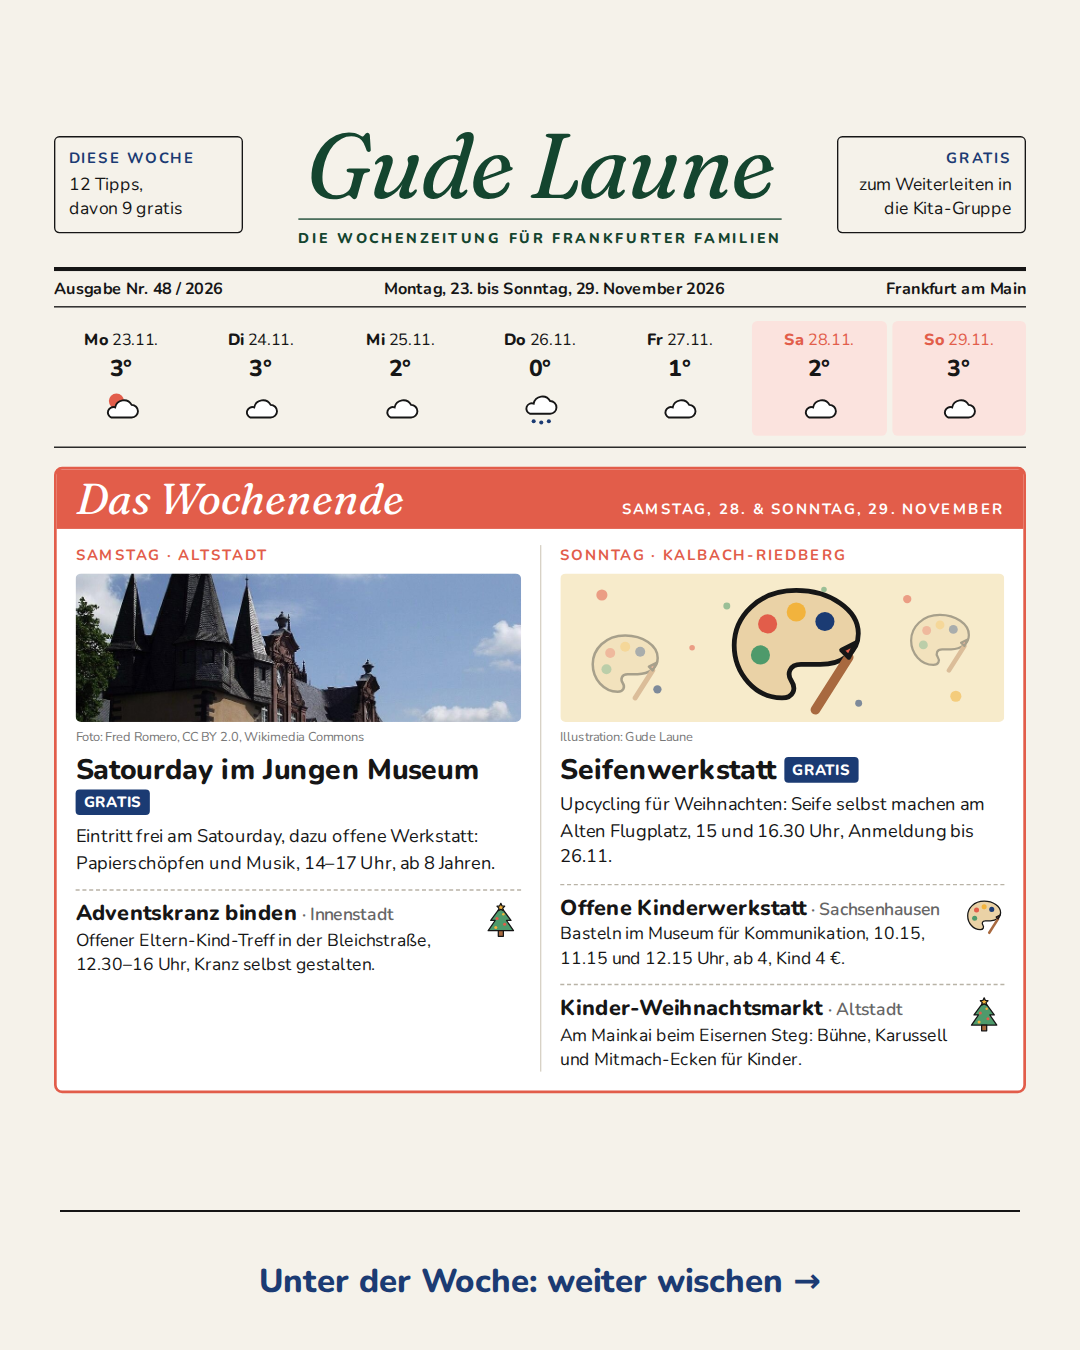 DIESE WOCHE
12 Tipps,
davon 9 gratis
Gude Laune
DIE WOCHENZEITUNG FÜR FRANKFURTER FAMILIEN
GRATIS
zum Weiterleiten in
die Kita-Gruppe
Ausgabe Nr. 48 / 2026
Montag, 23. bis Sonntag, 29. November 2026
Frankfurt am Main
Mo 23.11.
3°
Di 24.11.
3°
Mi 25.11.
2°
Do 26.11.
0°
Fr 27.11.
1°
Sa 28.11.
2°
So 29.11.
3°
Das Wochenende
SAMSTAG, 28. & SONNTAG, 29. NOVEMBER
SAMSTAG · ALTSTADT
Foto: Fred Romero, CC BY 2.0, Wikimedia Commons
Satourday im Jungen Museum
GRATIS
Eintritt frei am Satourday, dazu offene Werkstatt:
Papierschöpfen und Musik, 14–17 Uhr, ab 8 Jahren.
Adventskranz binden · Innenstadt
Offener Eltern-Kind-Treff in der Bleichstraße,
12.30–16 Uhr, Kranz selbst gestalten.
SONNTAG · KALBACH-RIEDBERG
Illustration: Gude Laune
Seifenwerkstatt GRATIS
Upcycling für Weihnachten: Seife selbst machen am
Alten Flugplatz, 15 und 16.30 Uhr, Anmeldung bis
26.11.
Offene Kinderwerkstatt · Sachsenhausen
Basteln im Museum für Kommunikation, 10.15,
11.15 und 12.15 Uhr, ab 4, Kind 4 €.
Kinder-Weihnachtsmarkt · Altstadt
Am Mainkai beim Eisernen Steg: Bühne, Karussell
und Mitmach-Ecken für Kinder.
Unter der Woche: weiter wischen →